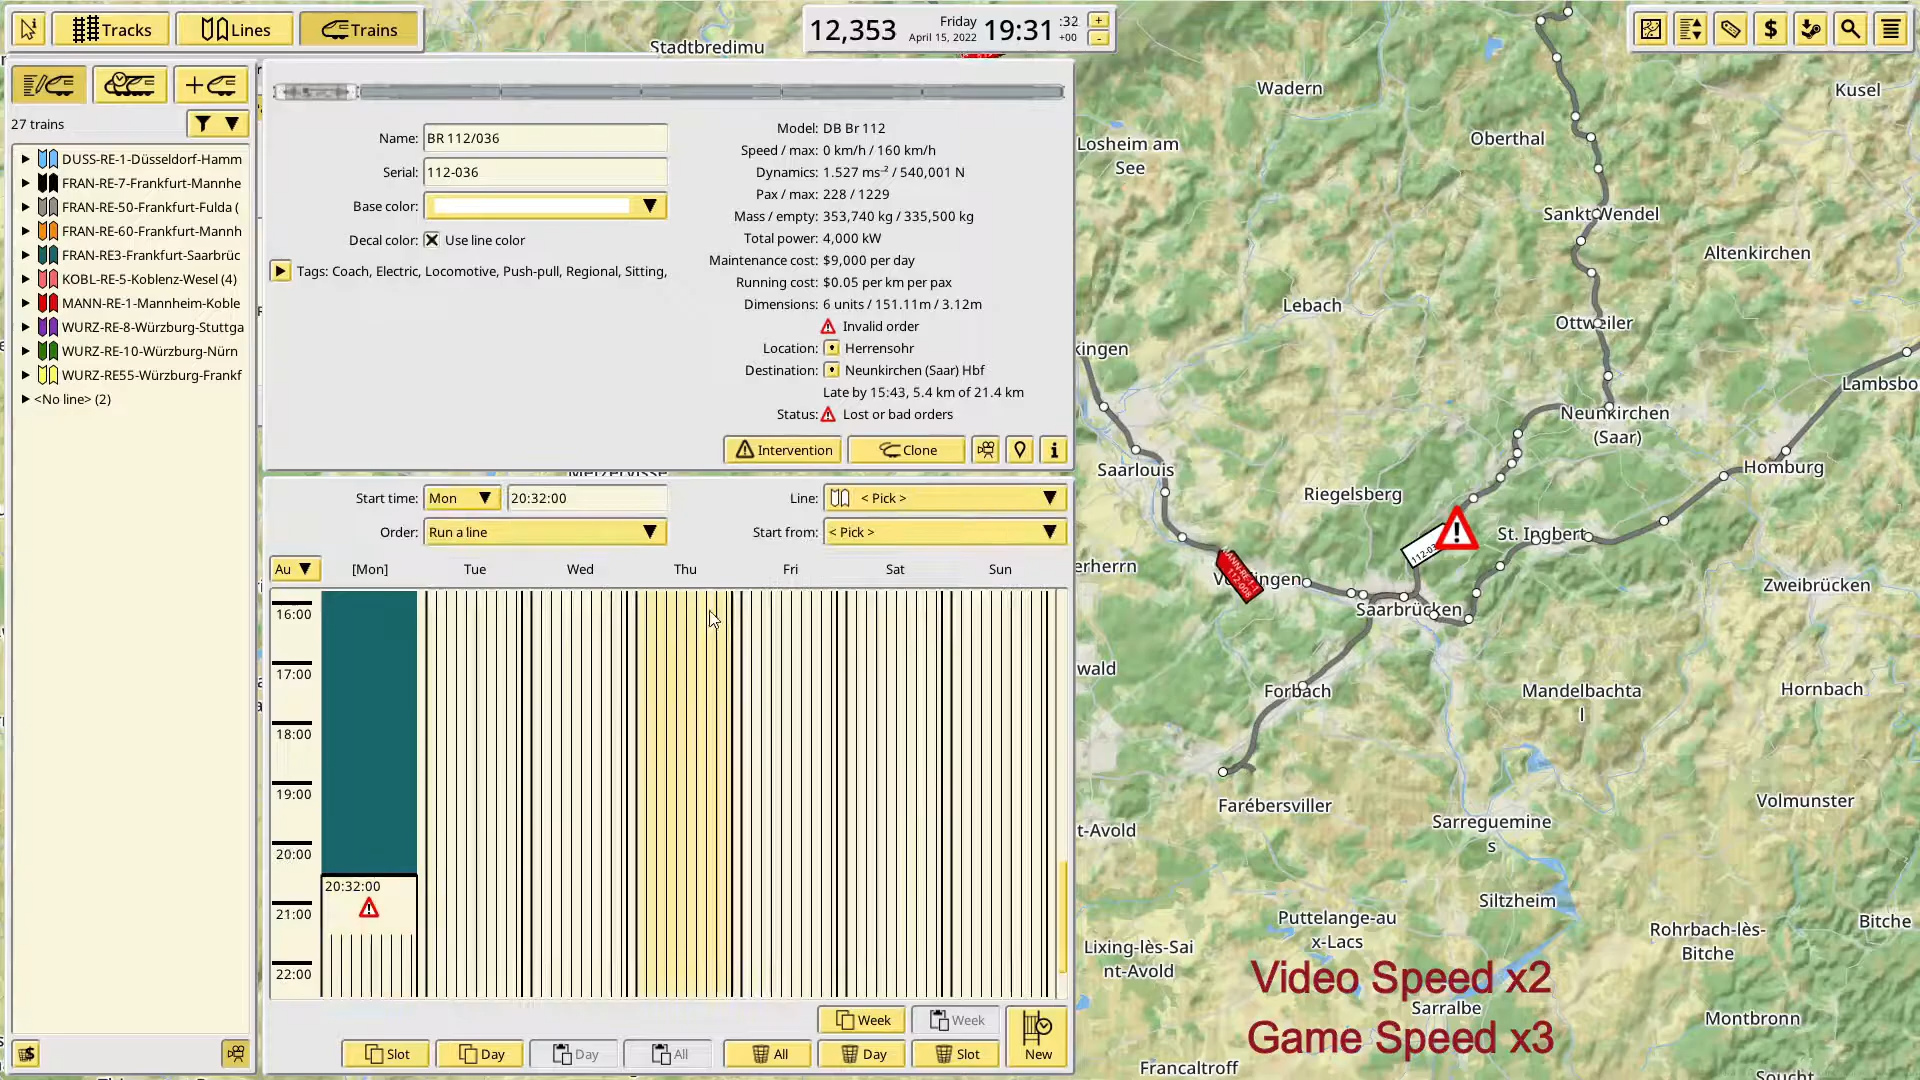 Tracks
Lines
Trains
12,353
Friday
April 15, 2022
19:31
:32
+00
+
-
$
27 trains
DUSS-RE-1-Düsseldorf-Hamm
FRAN-RE-7-Frankfurt-Mannhe
FRAN-RE-50-Frankfurt-Fulda (
FRAN-RE-60-Frankfurt-Mannh
FRAN-RE3-Frankfurt-Saarbrüc
KOBL-RE-5-Koblenz-Wesel (4)
MANN-RE-1-Mannheim-Koble
WURZ-RE-8-Würzburg-Stuttga
WURZ-RE-10-Würzburg-Nürn
WURZ-RE55-Würzburg-Frankf
<No line> (2)
Name: BR 112/036
Serial: 112-036
Base color:
Decal color: Use line color
Tags: Coach, Electric, Locomotive, Push-pull, Regional, Sitting,
Model: DB Br 112
Speed / max: 0 km/h / 160 km/h
Dynamics: 1.527 ms⁻² / 540,001 N
Pax / max: 228 / 1229
Mass / empty: 353,740 kg / 335,500 kg
Total power: 4,000 kW
Maintenance cost: $9,000 per day
Running cost: $0.05 per km per pax
Dimensions: 6 units / 151.11m / 3.12m
Invalid order
Location: Herrensohr
Destination: Neunkirchen (Saar) Hbf
Late by 15:43, 5.4 km of 21.4 km
Status: Lost or bad orders
Intervention
Clone
Start time: Mon 20:32:00
Line: < Pick >
Order: Run a line
Start from: < Pick >
Au [Mon] Tue Wed Thu Fri Sat Sun
16:00
17:00
18:00
19:00
20:00
20:32:00
21:00
22:00
Week
Week
Slot
Day
Day
All
All
Day
Slot
New
Stadtbredimu
Wadern
Kusel
Oberthal
Losheim am
See
Sankt Wendel
Altenkirchen
Lebach
Ottweiler
kingen
Lambsbo
Neunkirchen
(Saar)
Saarlouis
Homburg
Riegelsberg
St. Ingbert
erherrn
Zweibrücken
Saarbrücken
wald
Forbach
Mandelbachta
l
Hornbach
Farébersviller
Volmunster
Sarreguemine
s
t-Avold
Siltzheim
Puttelange-au
x-Lacs
Bitche
Rohrbach-lès-
Bitche
Lixing-lès-Sai
nt-Avold
Video Speed x2
Sarralbe
Montbronn
Game Speed x3
Francaltroff
Soucht